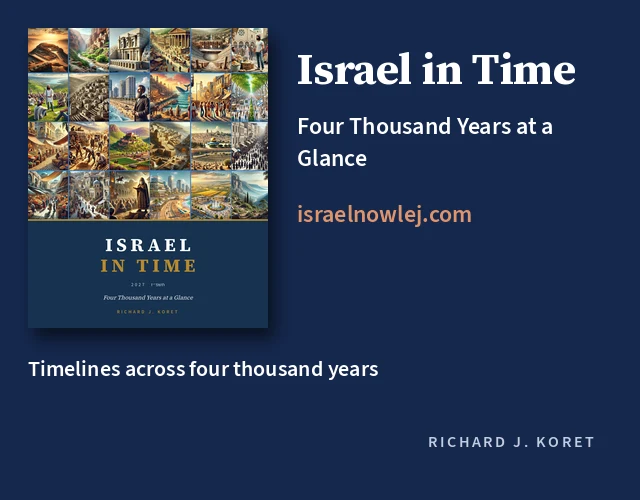 Israel in Time
Four Thousand Years at a
Glance
israelnowlej.com
ISRAEL
IN TIME
2027
Four Thousand Years at a Glance
RICHARD J. KORET
Timelines across four thousand years
RICHARD J. KORET